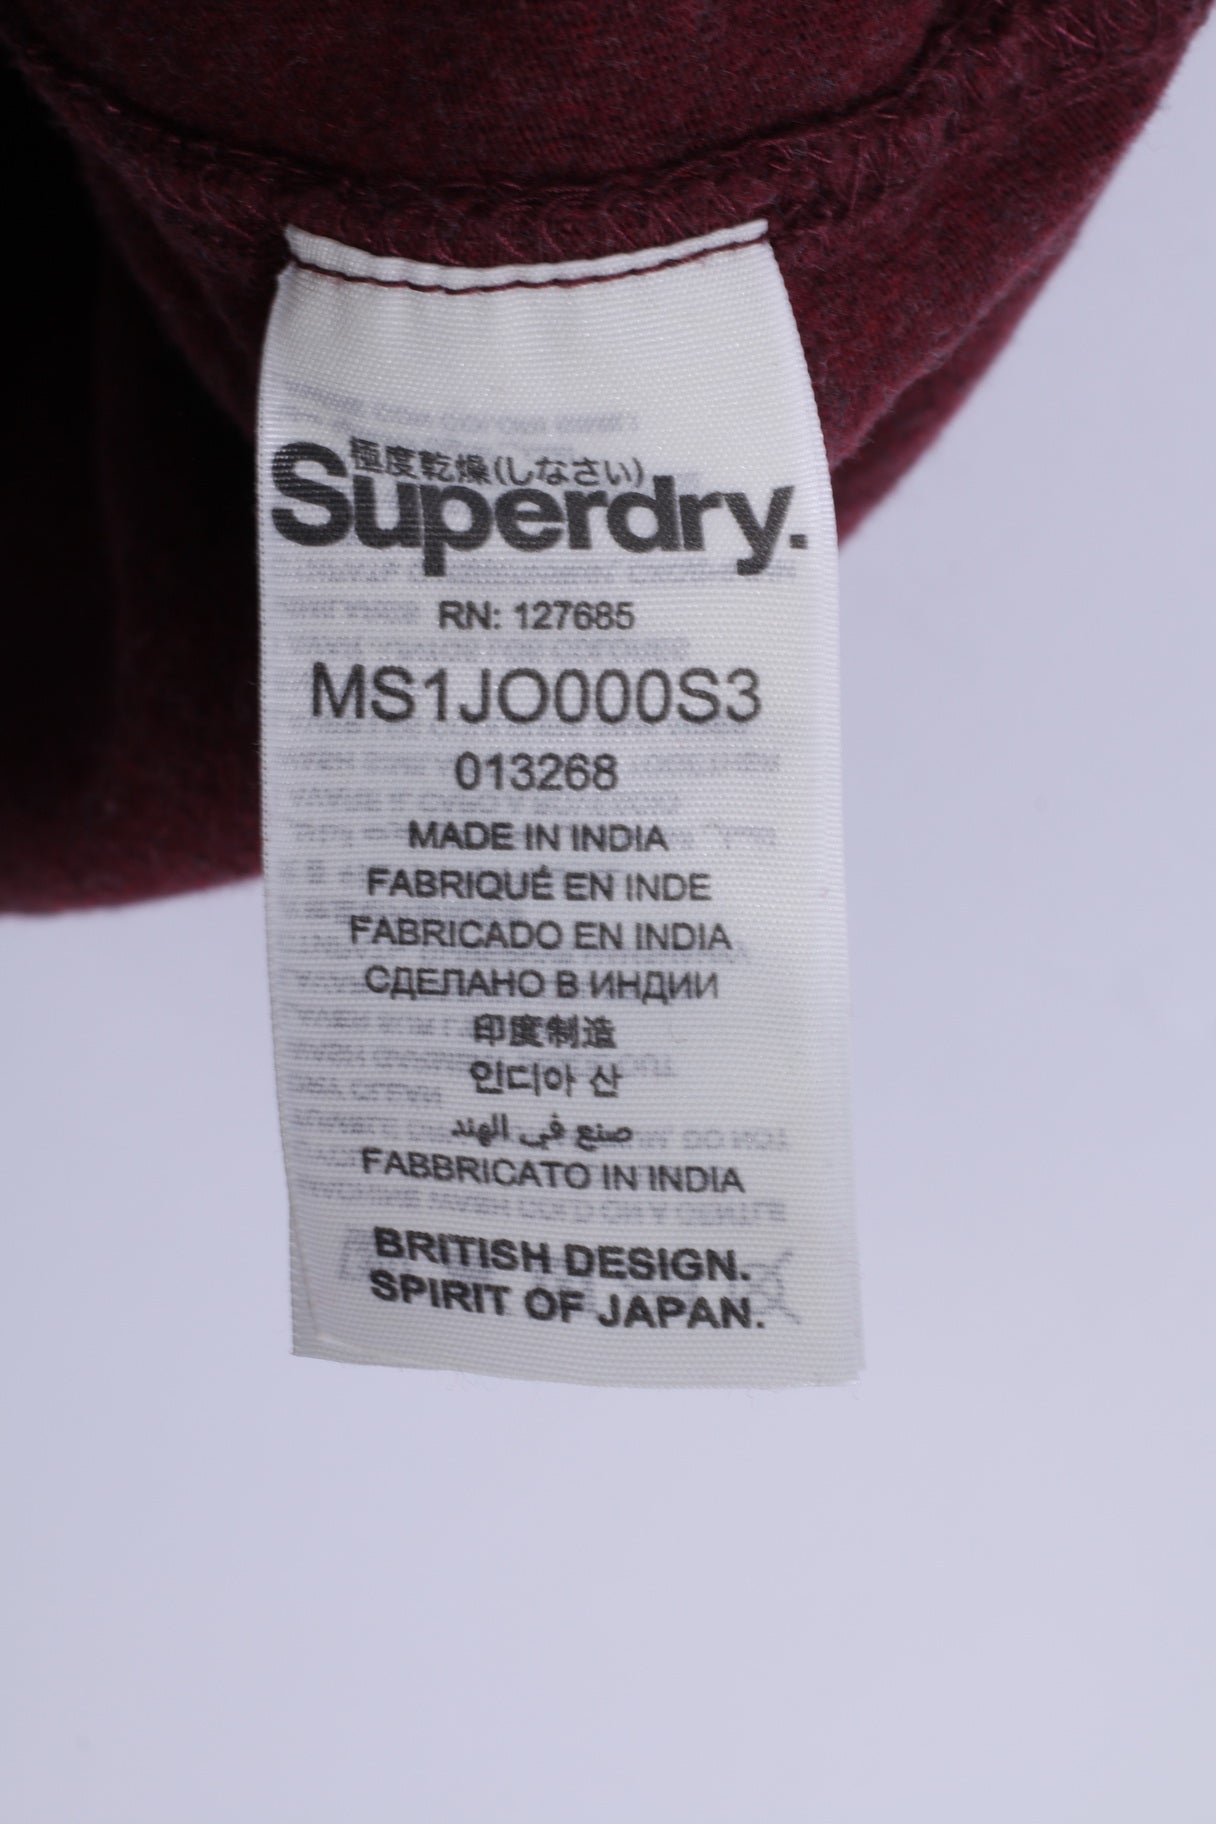 極度乾燥(しなさい)
Superdry.
RN: 127685
MS1JO000S3
013268
MADE IN INDIA
FABRIQUÉ EN INDE
FABRICADO EN INDIA
СДЕЛАНО В ИНДИИ
印度制造
인디아 산
صنع في الهند
FABBRICATO IN INDIA
BRITISH DESIGN.
SPIRIT OF JAPAN.